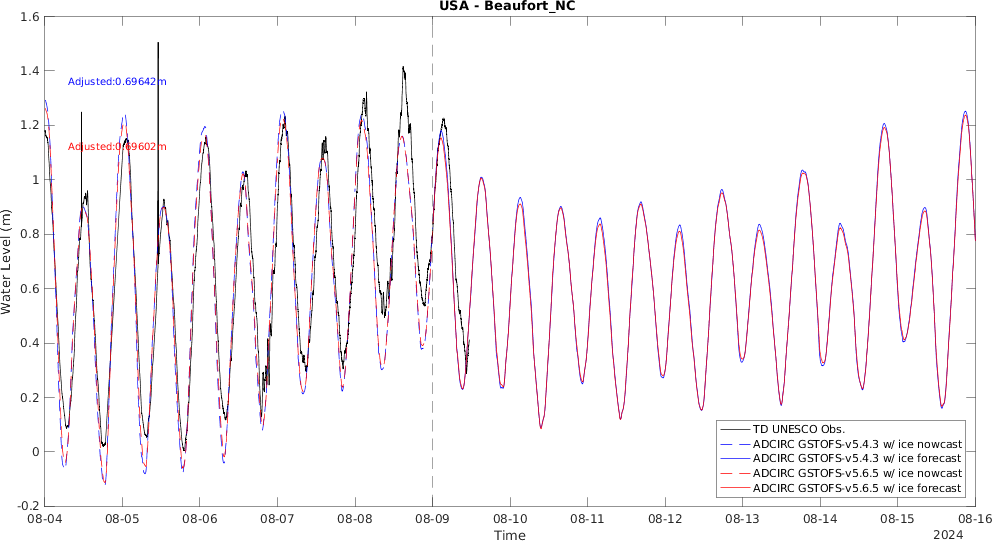 USA - Beaufort_NC
1.6
1.4
1.2
1
0.8
0.6
0.4
0.2
0
-0.2
Water Level (m)
Adjusted:0.69642m
Adjusted:0.69602m
TD UNESCO Obs.
ADCIRC GSTOFS-v5.4.3 w/ ice nowcast
ADCIRC GSTOFS-v5.4.3 w/ ice forecast
ADCIRC GSTOFS-v5.6.5 w/ ice nowcast
ADCIRC GSTOFS-v5.6.5 w/ ice forecast
08-04 08-05 08-06 08-07 08-08 08-09 08-10 08-11 08-12 08-13 08-14 08-15 08-16
Time
2024